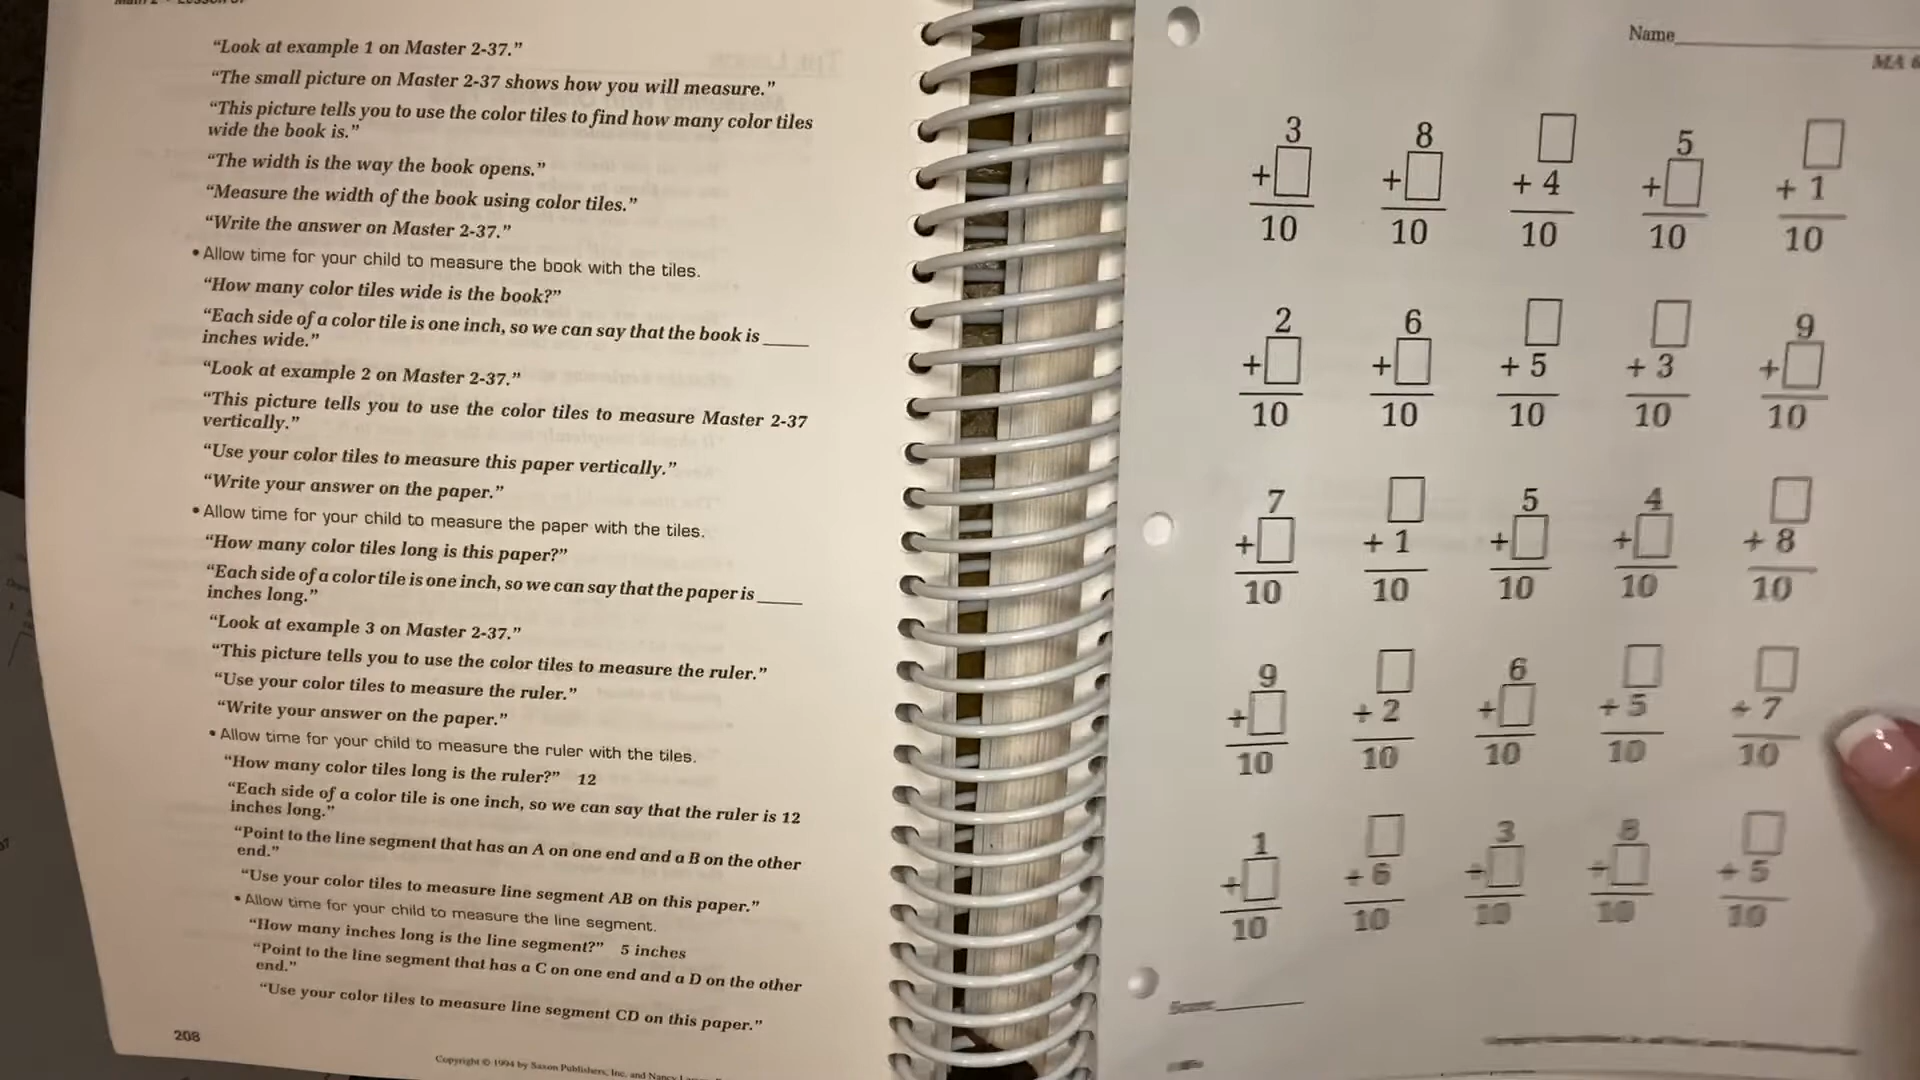 “Look at example 1 on Master 2-37.”
“The small picture on Master 2-37 shows how you will measure.”
“This picture tells you to use the color tiles to find how many color tiles
wide the book is.”
“The width is the way the book opens.”
“Measure the width of the book using color tiles.”
“Write the answer on Master 2-37.”
• Allow time for your child to measure the book with the tiles.
“How many color tiles wide is the book?”
“Each side of a color tile is one inch, so we can say that the book is ____
inches wide.”
“Look at example 2 on Master 2-37.”
“This picture tells you to use the color tiles to measure Master 2-37
vertically.”
“Use your color tiles to measure this paper vertically.”
“Write your answer on the paper.”
• Allow time for your child to measure the paper with the tiles.
“How many color tiles long is this paper?”
“Each side of a color tile is one inch, so we can say that the paper is ____
inches long.”
“Look at example 3 on Master 2-37.”
“This picture tells you to use the color tiles to measure the ruler.”
“Use your color tiles to measure the ruler.”
“Write your answer on the paper.”
• Allow time for your child to measure the ruler with the tiles.
“How many color tiles long is the ruler?” 12
“Each side of a color tile is one inch, so we can say that the ruler is 12
inches long.”
“Point to the line segment that has an A on one end and a B on the other
end.”
“Use your color tiles to measure line segment AB on this paper.”
• Allow time for your child to measure the line segment.
“How many inches long is the line segment?” 5 inches
“Point to the line segment that has a C on one end and a D on the other
end.”
“Use your color tiles to measure line segment CD on this paper.”
208
Copyright © 1994 by Saxon Publishers, Inc. and Nancy
Name
MA
3 8 □ 5 □
+□ +□ + 4 +□ + 1
10 10 10 10 10
2 6 □ □ 9
+□ +□ + 5 + 3 +□
10 10 10 10 10
7 □ 5 4 □
+□ + 1 +□ +□ + 8
10 10 10 10 10
9 □ 6 □ □
+□ + 2 +□ + 5 + 7
10 10 10 10 10
1 □ 3 8 □
+□ + 6 +□ +□ + 5
10 10 10 10 10
Score: